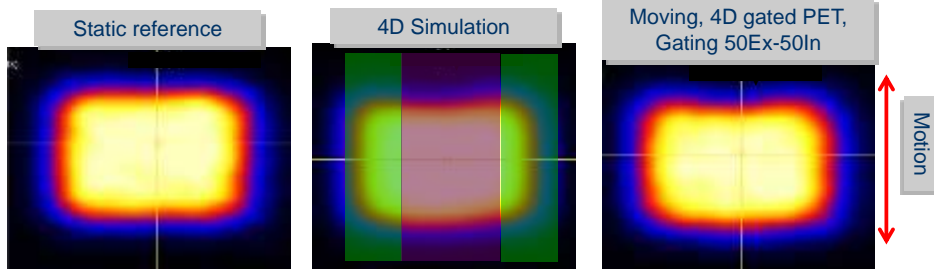 Static reference
4D Simulation
Moving, 4D gated PET,
Gating 50Ex-50In
Motion